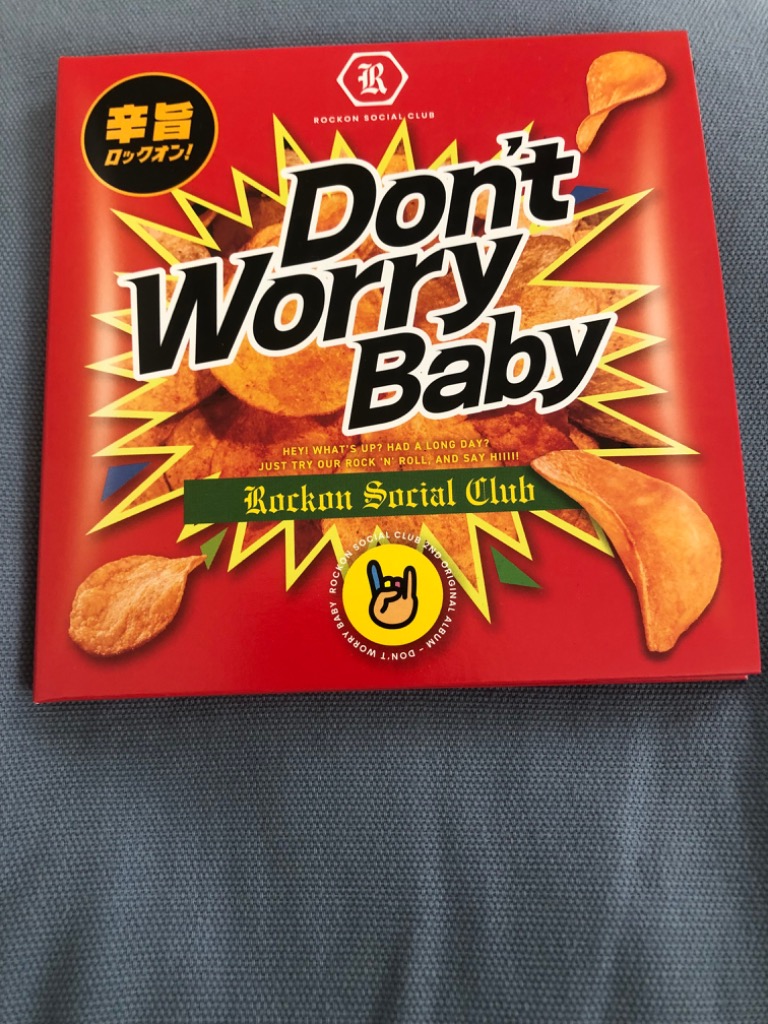 R
ROCKON SOCIAL CLUB
辛旨
ロックオン!
Don't
Worry
Baby
HEY! WHAT'S UP? HAD A LONG DAY?
JUST TRY OUR ROCK 'N' ROLL, AND SAY HIIII!
Rockon Social Club
ROCKON SOCIAL CLUB 2ND ORIGINAL ALBUM - DON'T WORRY BABY